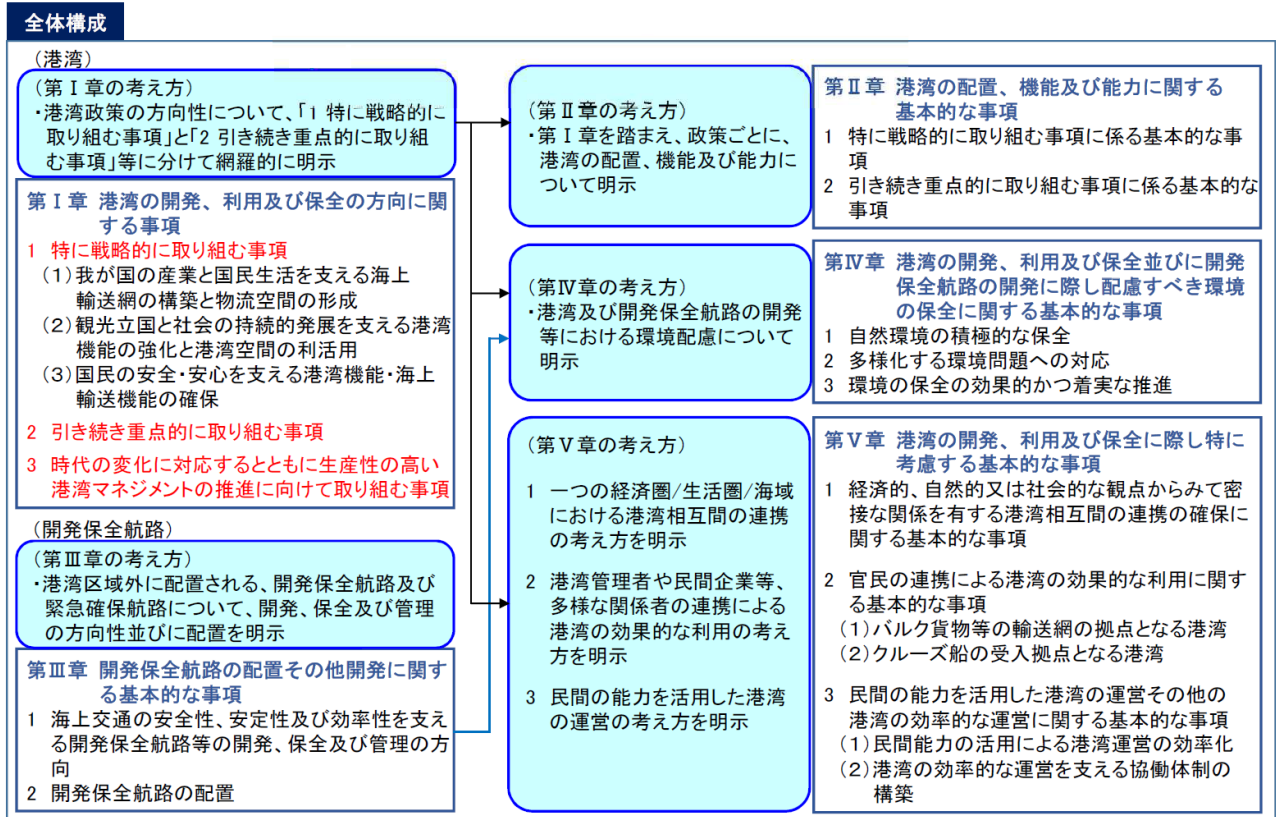 全体構成
（港湾）
（第Ⅰ章の考え方）
・港湾政策の方向性について、「1 特に戦略的に
取り組む事項」と「2 引き続き重点的に取り組
む事項」等に分けて網羅的に明示
第Ⅰ章 港湾の開発、利用及び保全の方向に関
する事項
1 特に戦略的に取り組む事項
（1）我が国の産業と国民生活を支える海上
輸送網の構築と物流空間の形成
（2）観光立国と社会の持続的発展を支える港湾
機能の強化と港湾空間の利活用
（3）国民の安全・安心を支える港湾機能・海上
輸送機能の確保
2 引き続き重点的に取り組む事項
3 時代の変化に対応するとともに生産性の高い
港湾マネジメントの推進に向けて取り組む事項
（開発保全航路）
（第Ⅲ章の考え方）
・港湾区域外に配置される、開発保全航路及び
緊急確保航路について、開発、保全及び管理
の方向性並びに配置を明示
第Ⅲ章 開発保全航路の配置その他開発に関す
る基本的な事項
1 海上交通の安全性、安定性及び効率性を支え
る開発保全航路等の開発、保全及び管理の方
向
2 開発保全航路の配置
（第Ⅱ章の考え方）
・第Ⅰ章を踏まえ、政策ごとに、
港湾の配置、機能及び能力に
ついて明示
第Ⅱ章 港湾の配置、機能及び能力に関する
基本的な事項
1 特に戦略的に取り組む事項に係る基本的な事
項
2 引き続き重点的に取り組む事項に係る基本的な
事項
（第Ⅳ章の考え方）
・港湾及び開発保全航路の開発
等における環境配慮について
明示
第Ⅳ章 港湾の開発、利用及び保全並びに開発
保全航路の開発に際し配慮すべき環境
の保全に関する基本的な事項
1 自然環境の積極的な保全
2 多様化する環境問題への対応
3 環境の保全の効果的かつ着実な推進
（第Ⅴ章の考え方）
1 一つの経済圏/生活圏/海域
における港湾相互間の連携
の考え方を明示
2 港湾管理者や民間企業等、
多様な関係者の連携による
港湾の効果的な利用の考え
方を明示
3 民間の能力を活用した港湾
の運営の考え方を明示
第Ⅴ章 港湾の開発、利用及び保全に際し特に
考慮する基本的な事項
1 経済的、自然的又は社会的な観点からみて密
接な関係を有する港湾相互間の連携の確保に
関する基本的な事項
2 官民の連携による港湾の効果的な利用に関す
る基本的な事項
（1）バルク貨物等の輸送網の拠点となる港湾
（2）クルーズ船の受入拠点となる港湾
3 民間の能力を活用した港湾の運営その他の
港湾の効率的な運営に関する基本的な事項
（1）民間能力の活用による港湾運営の効率化
（2）港湾の効率的な運営を支える協働体制の
構築